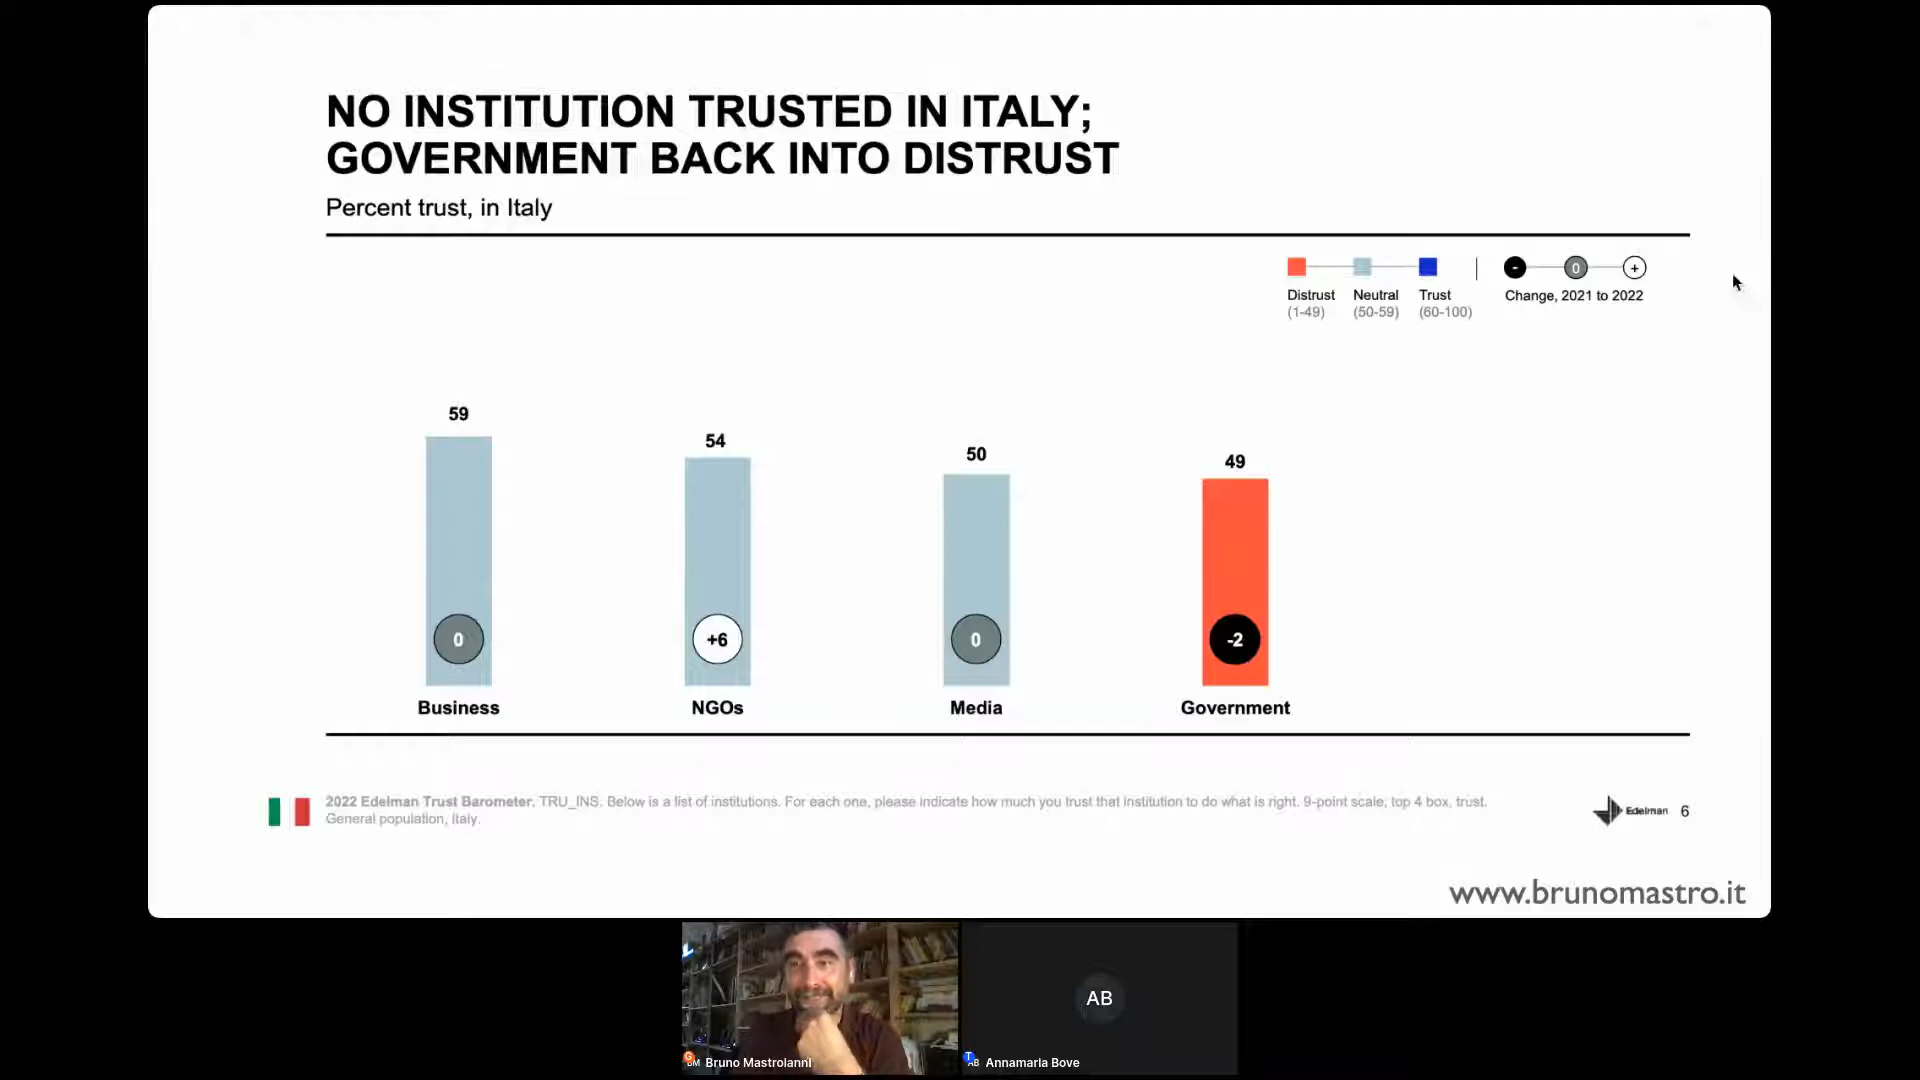 NO INSTITUTION TRUSTED IN ITALY;
GOVERNMENT BACK INTO DISTRUST
Percent trust, in Italy
Distrust
(1-49)
Neutral
(50-59)
Trust
(60-100)
- 0 +
Change, 2021 to 2022
59
54
50
49
0
+6
0
-2
Business
NGOs
Media
Government
2022 Edelman Trust Barometer. TRU_INS. Below is a list of institutions. For each one, please indicate how much you trust that institution to do what is right. 9-point scale, top 4 box, trust.
General population, Italy.
Edelman 6
www.brunomastro.it
AB
G
BM Bruno Mastroianni
T
AB Annamaria Bove